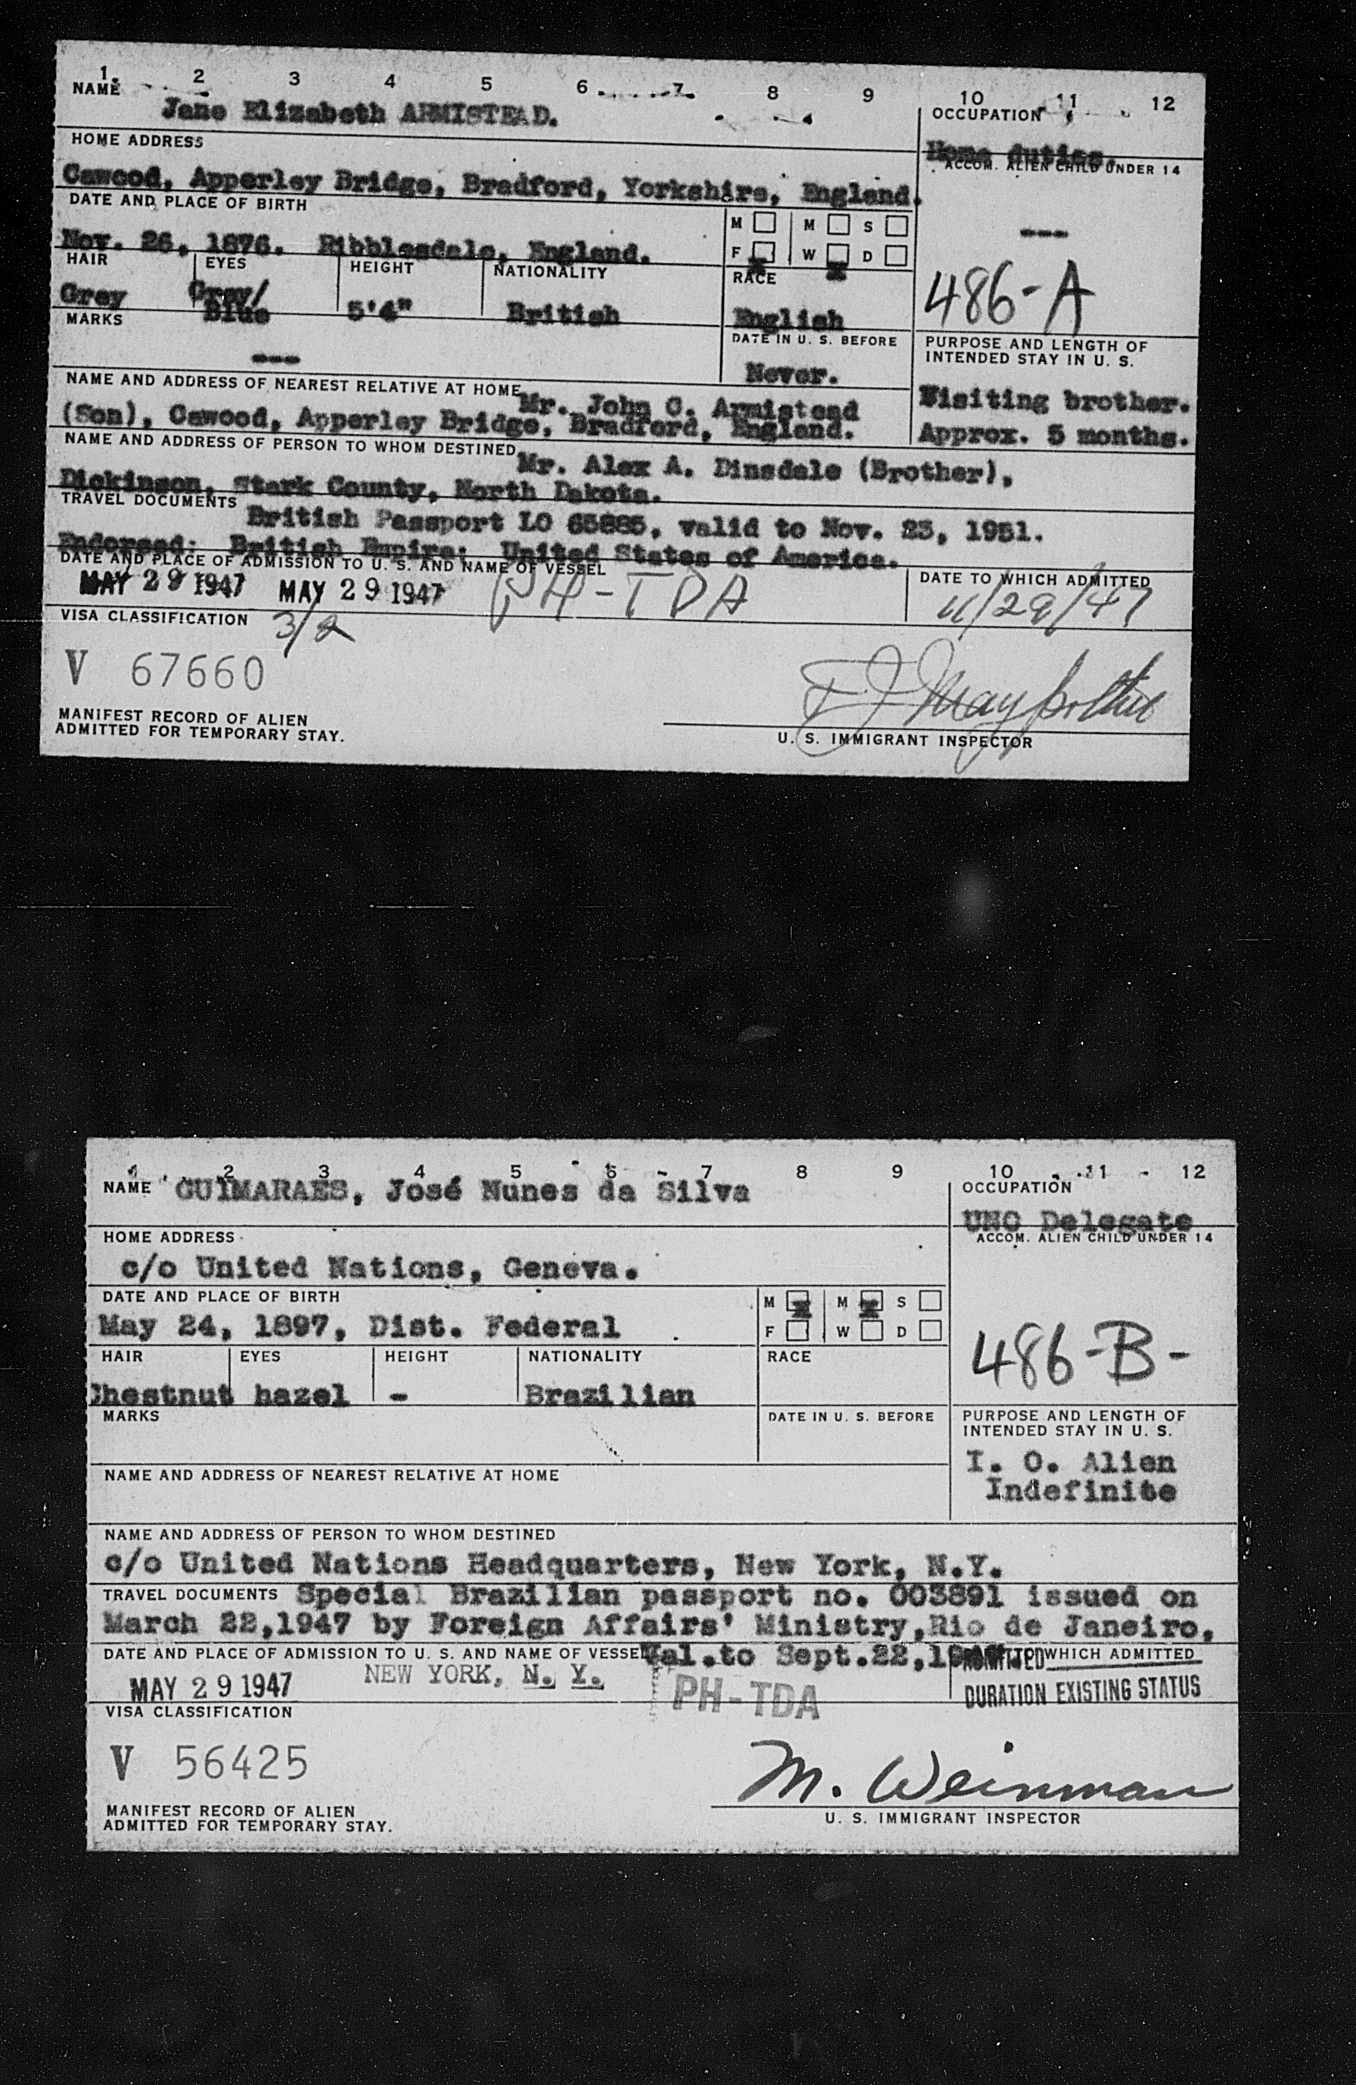 1. 2 3 4 5 6 7 8 9 10 11 12
NAME Jane Elizabeth ARMISTEAD.
OCCUPATION
Home duties.
HOME ADDRESS
ACCOM. ALIEN CHILD UNDER 14
Cawood, Apperley Bridge, Bradford, Yorkshire, England.
---
DATE AND PLACE OF BIRTH
M M S
Nov. 26, 1876. Ribblesdale, England.
F X W X D
486-A
HAIR EYES HEIGHT NATIONALITY RACE
Grey Grey/ Blue 5'4" British English
MARKS
---
DATE IN U. S. BEFORE
Never.
PURPOSE AND LENGTH OF
INTENDED STAY IN U. S.
Visiting brother.
Approx. 5 months.
NAME AND ADDRESS OF NEAREST RELATIVE AT HOME Mr. John C. Armistead
(Son), Cawood, Apperley Bridge, Bradford, England.
NAME AND ADDRESS OF PERSON TO WHOM DESTINED Mr. Alex A. Dinsdale (Brother),
Dickinson, Stark County, North Dakota.
TRAVEL DOCUMENTS British Passport LO 65885, valid to Nov. 23, 1951.
Endorsed: British Empire; United States of America.
DATE AND PLACE OF ADMISSION TO U. S. AND NAME OF VESSEL
DATE TO WHICH ADMITTED
MAY 29 1947 MAY 29 1947 PH-TDA 11/29/47
VISA CLASSIFICATION 3/2
V 67660
MANIFEST RECORD OF ALIEN
ADMITTED FOR TEMPORARY STAY.
U. S. IMMIGRANT INSPECTOR
1 2 3 4 5 6 7 8 9 10 11 12
NAME GUIMARAES, José Nunes da Silva
OCCUPATION
UNO Delegate
HOME ADDRESS
ACCOM. ALIEN CHILD UNDER 14
c/o United Nations, Geneva.
DATE AND PLACE OF BIRTH
M X M X S
May 24, 1897, Dist. Federal
F W D
486-B-
HAIR EYES HEIGHT NATIONALITY RACE
Chestnut hazel - Brazilian
MARKS
DATE IN U. S. BEFORE
PURPOSE AND LENGTH OF
INTENDED STAY IN U. S.
I. O. Alien
Indefinite
NAME AND ADDRESS OF NEAREST RELATIVE AT HOME
NAME AND ADDRESS OF PERSON TO WHOM DESTINED
c/o United Nations Headquarters, New York, N.Y.
TRAVEL DOCUMENTS Special Brazilian passport no. 003891 issued on
March 22,1947 by Foreign Affairs' Ministry,Rio de Janeiro,
DATE AND PLACE OF ADMISSION TO U. S. AND NAME OF VESSEL Val.to Sept.22, ADMITTED WHICH ADMITTED
MAY 29 1947 NEW YORK, N. Y. PH-TDA DURATION EXISTING STATUS
VISA CLASSIFICATION
V 56425
M. Weinman
MANIFEST RECORD OF ALIEN
ADMITTED FOR TEMPORARY STAY.
U. S. IMMIGRANT INSPECTOR